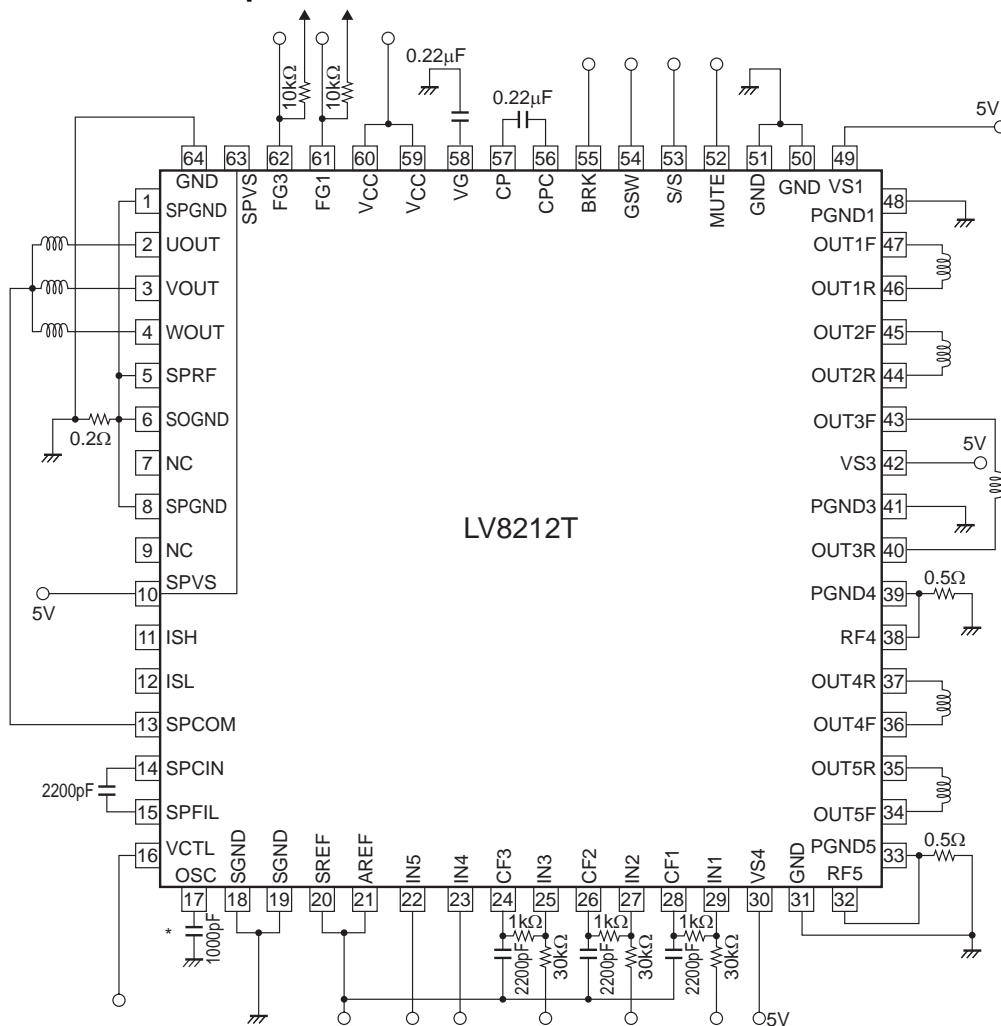 0.22μF
10kΩ
10kΩ
0.22μF
5V
64 63 62 61 60 59 58 57 56 55 54 53 52 51 50 49
GND
SPVS
FG3
FG1
VCC
VCC
VG
CP
CPC
BRK
GSW
S/S
MUTE
GND
GND
VS1
1 SPGND
2 UOUT
3 VOUT
4 WOUT
5 SPRF
6 SOGND
0.2Ω
7 NC
8 SPGND
9 NC
10 SPVS
5V
11 ISH
12 ISL
13 SPCOM
14 SPCIN
2200pF
15 SPFIL
16 VCTL
LV8212T
PGND1 48
OUT1F 47
OUT1R 46
OUT2F 45
OUT2R 44
OUT3F 43
5V
VS3 42
PGND3 41
OUT3R 40
PGND4 39
0.5Ω
RF4 38
OUT4R 37
OUT4F 36
OUT5R 35
OUT5F 34
PGND5 33
0.5Ω
RF5
OSC
SGND
SGND
SREF
AREF
IN5
IN4
CF3
IN3
CF2
IN2
CF1
IN1
VS4
GND
17 18 19 20 21 22 23 24 25 26 27 28 29 30 31 32
* 1000pF
1kΩ
1kΩ
1kΩ
2200pF
30kΩ
2200pF
30kΩ
2200pF
30kΩ
5V